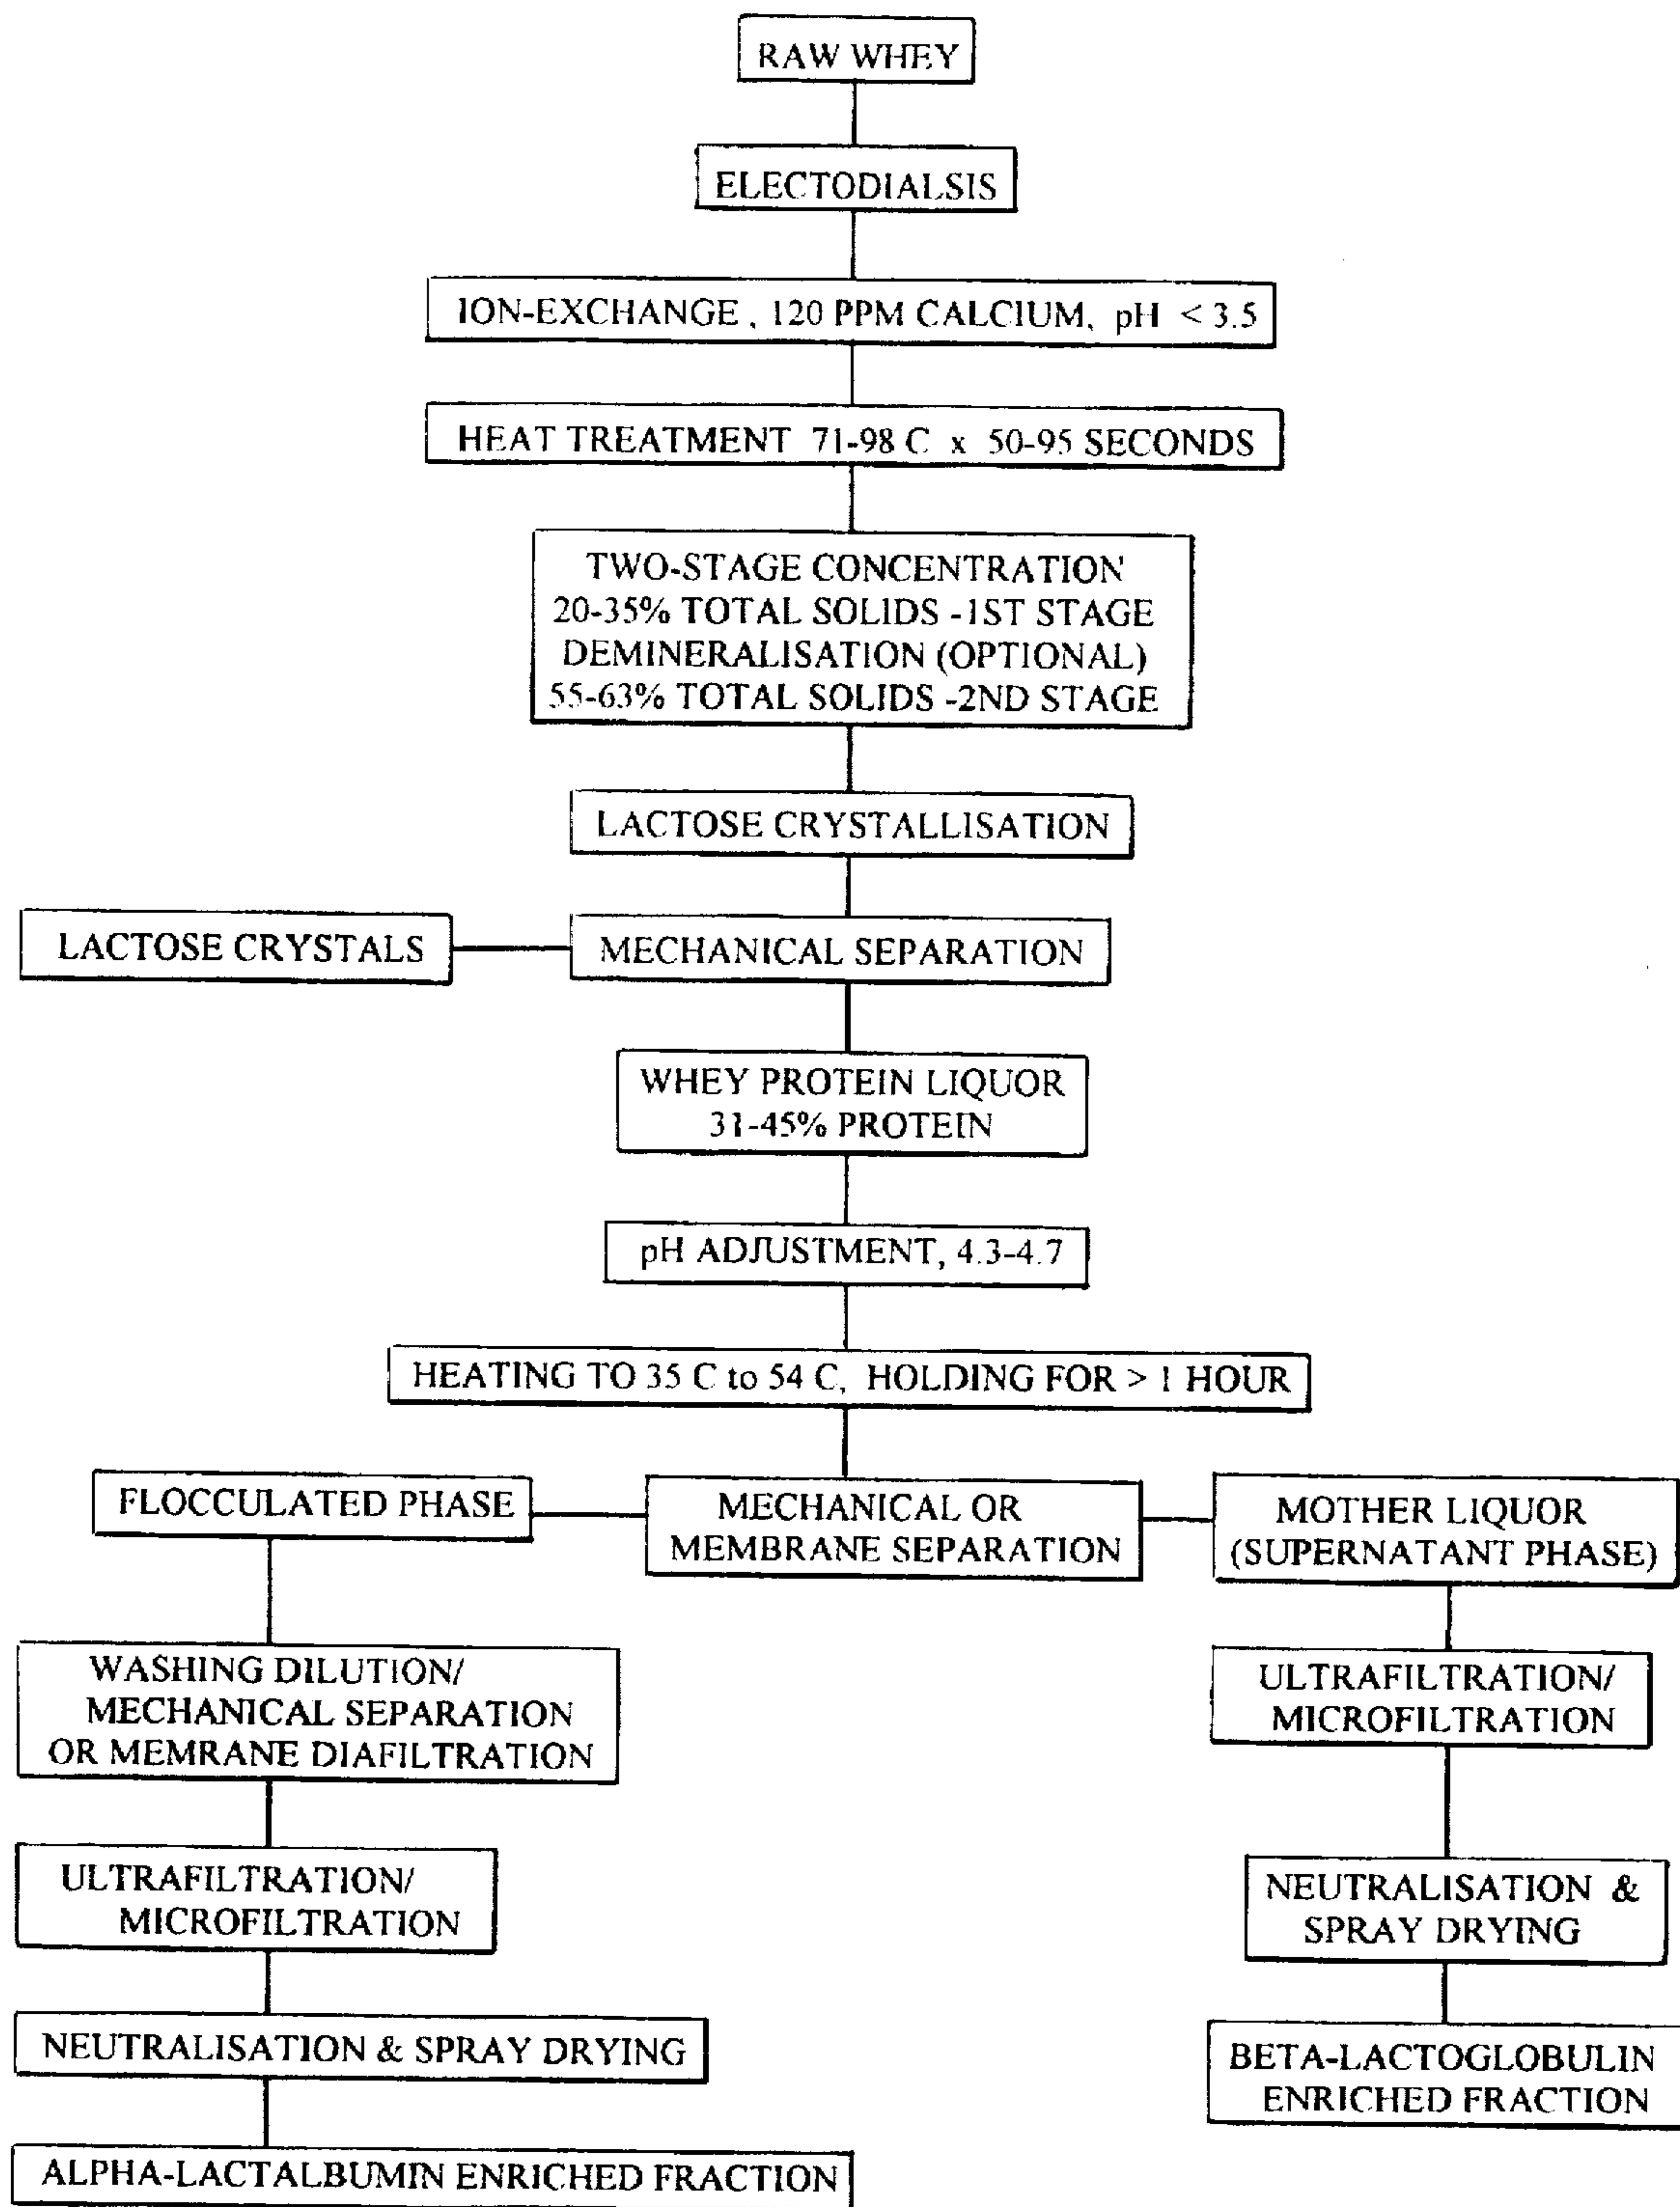 RAW WHEY
ELECTODIALSIS
ION-EXCHANGE, 120 PPM CALCIUM, pH < 3.5
HEAT TREATMENT 71-98 C x 50-95 SECONDS
TWO-STAGE CONCENTRATION
20-35% TOTAL SOLIDS -1ST STAGE
DEMINERALISATION (OPTIONAL)
55-63% TOTAL SOLIDS -2ND STAGE
LACTOSE CRYSTALLISATION
LACTOSE CRYSTALS
MECHANICAL SEPARATION
WHEY PROTEIN LIQUOR
31-45% PROTEIN
pH ADJUSTMENT, 4.3-4.7
HEATING TO 35 C to 54 C, HOLDING FOR > 1 HOUR
FLOCCULATED PHASE
MECHANICAL OR
MEMBRANE SEPARATION
MOTHER LIQUOR
(SUPERNATANT PHASE)
WASHING DILUTION/
MECHANICAL SEPARATION
OR MEMRANE DIAFILTRATION
ULTRAFILTRATION/
MICROFILTRATION
ULTRAFILTRATION/
MICROFILTRATION
NEUTRALISATION &
SPRAY DRYING
NEUTRALISATION & SPRAY DRYING
BETA-LACTOGLOBULIN
ENRICHED FRACTION
ALPHA-LACTALBUMIN ENRICHED FRACTION